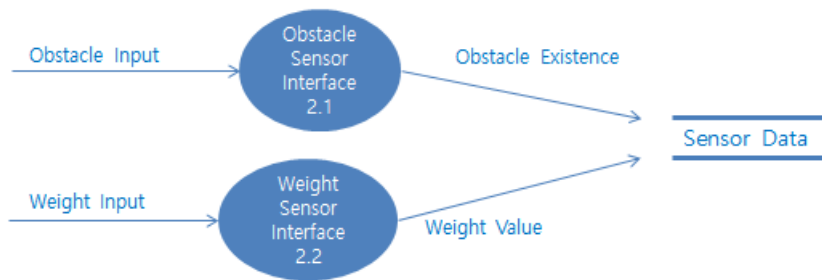 Obstacle Input
Obstacle
Sensor
Interface
2.1
Obstacle Existence
Sensor Data
Weight Input
Weight
Sensor
Interface
2.2
Weight Value